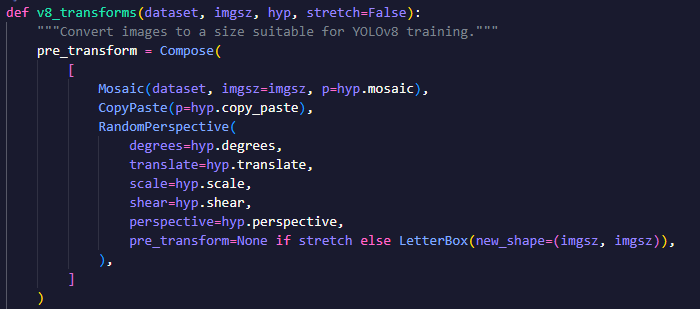 def v8_transforms(dataset, imgsz, hyp, stretch=False):
    """Convert images to a size suitable for YOLOv8 training."""
    pre_transform = Compose(
        [
            Mosaic(dataset, imgsz=imgsz, p=hyp.mosaic),
            CopyPaste(p=hyp.copy_paste),
            RandomPerspective(
                degrees=hyp.degrees,
                translate=hyp.translate,
                scale=hyp.scale,
                shear=hyp.shear,
                perspective=hyp.perspective,
                pre_transform=None if stretch else LetterBox(new_shape=(imgsz, imgsz)),
            ),
        ]
    )